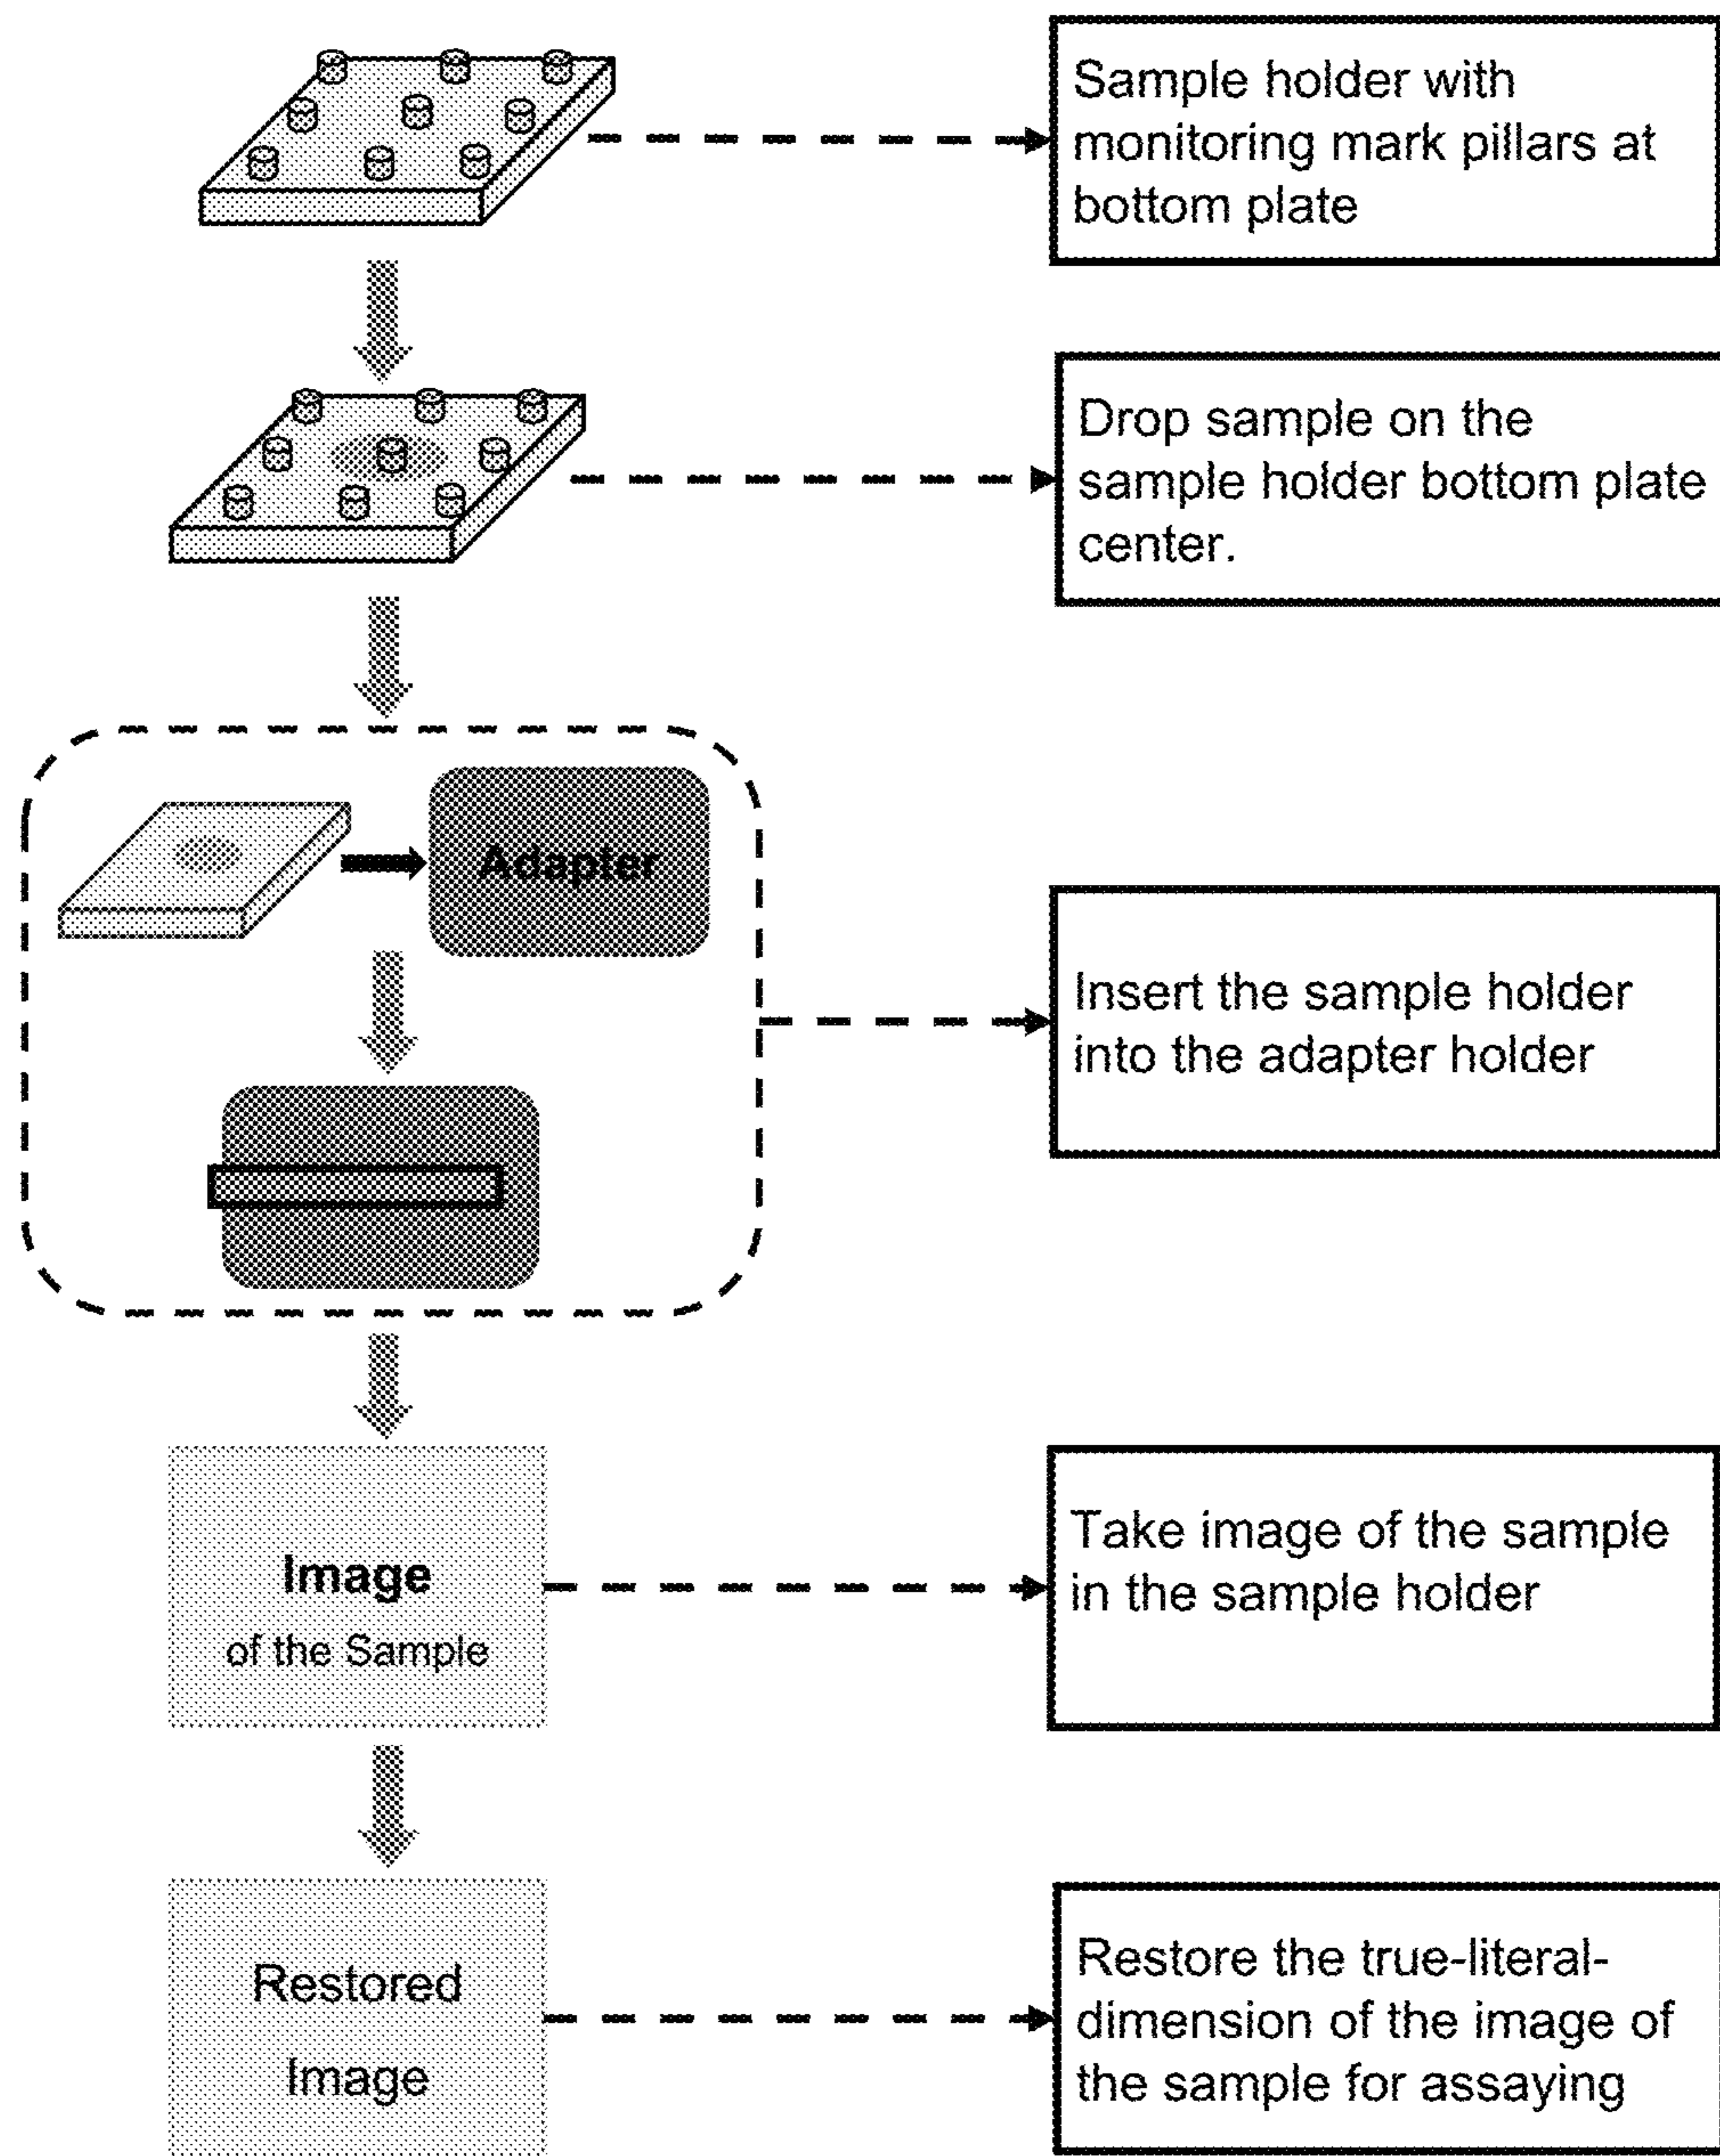 Sample holder with
monitoring mark pillars at
bottom plate
Drop sample on the
sample holder bottom plate
center.
Adapter
Insert the sample holder
into the adapter holder
Image
of the Sample
Take image of the sample
in the sample holder
Restored
Image
Restore the true-literal-
dimension of the image of
the sample for assaying